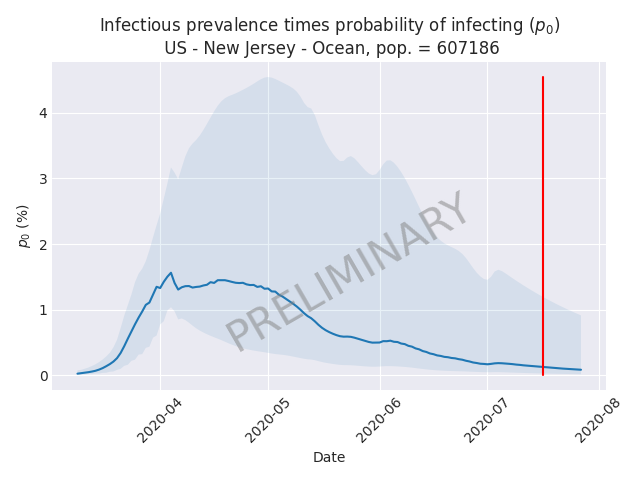 Infectious prevalence times probability of infecting (p₀)
US - New Jersey - Ocean, pop. = 607186
p₀ (%)
4
3
2
1
0
PRELIMINARY
2020-04
2020-05
2020-06
2020-07
2020-08
Date